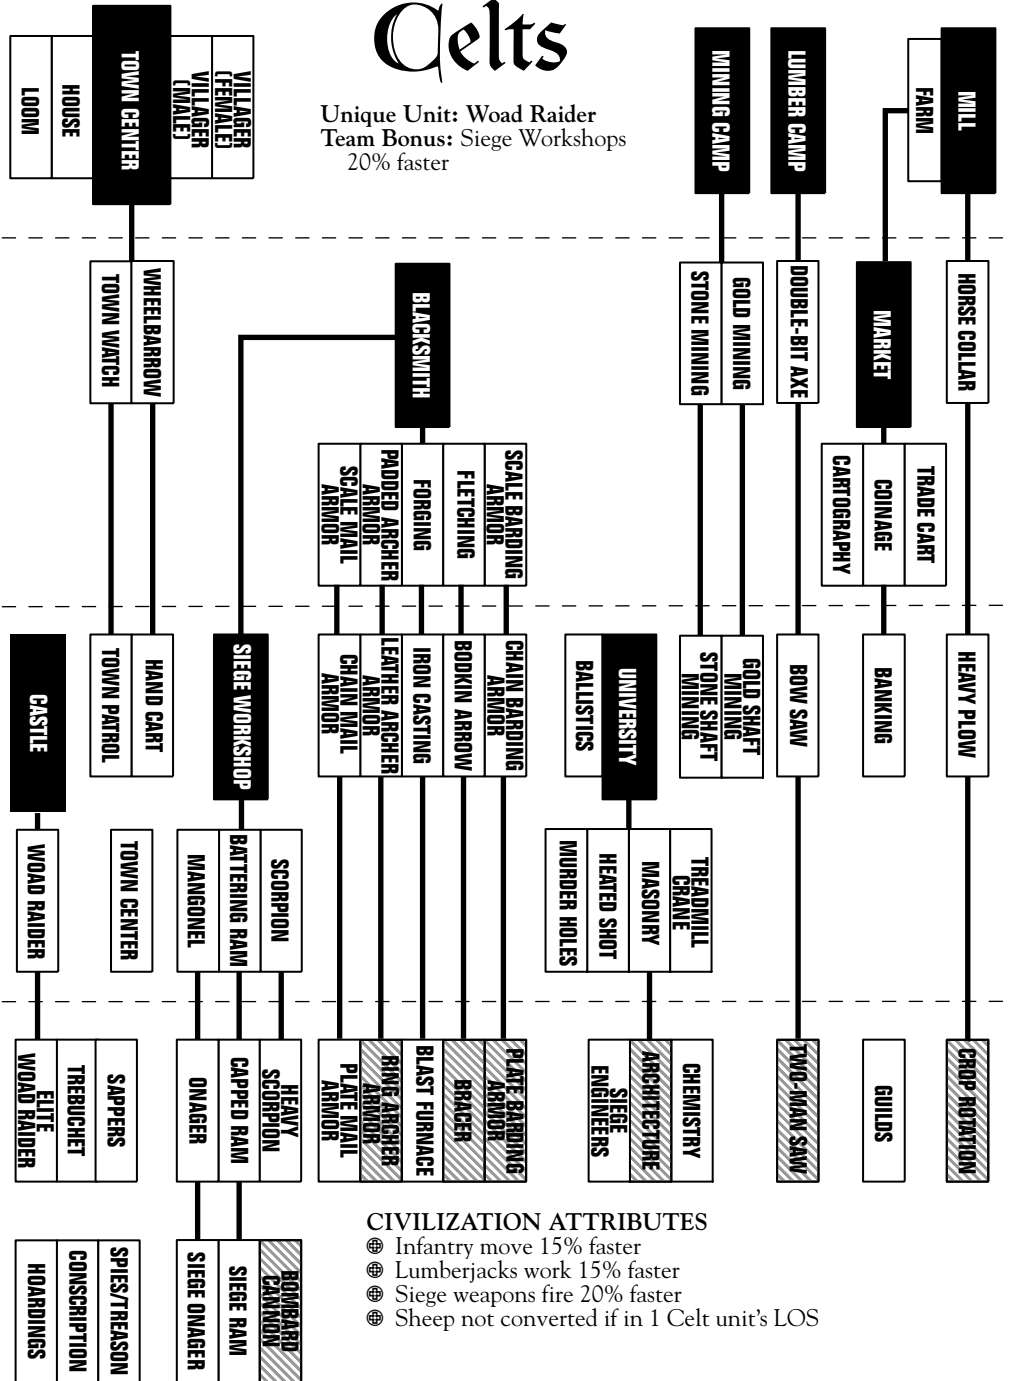 Celts
Unique Unit: Woad Raider
Team Bonus: Siege Workshops
20% faster
LOOM
HOUSE
TOWN CENTER
VILLAGER
(MALE)
VILLAGER
(FEMALE)
MINING CAMP
LUMBER CAMP
FARM
MILL
TOWN WATCH
WHEELBARROW
BLACKSMITH
STONE MINING
GOLD MINING
DOUBLE-BIT AXE
MARKET
HORSE COLLAR
SCALE MAIL
ARMOR
PADDED ARCHER
ARMOR
FORGING
FLETCHING
SCALE BARDING
ARMOR
CARTOGRAPHY
COINAGE
TRADE CART
CASTLE
TOWN PATROL
HAND CART
SIEGE WORKSHOP
CHAIN MAIL
ARMOR
LEATHER ARCHER
ARMOR
IRON CASTING
BODKIN ARROW
CHAIN BARDING
ARMOR
BALLISTICS
UNIVERSITY
STONE SHAFT
MINING
GOLD SHAFT
MINING
BOW SAW
BANKING
HEAVY PLOW
WOAD RAIDER
TOWN CENTER
MANGONEL
BATTERING RAM
SCORPION
MURDER HOLES
HEATED SHOT
MASONRY
TREADMILL
CRANE
ELITE
WOAD RAIDER
TREBUCHET
SAPPERS
ONAGER
CAPPED RAM
HEAVY
SCORPION
PLATE MAIL
ARMOR
RING ARCHER
ARMOR
BLAST FURNACE
BRACER
PLATE BARDING
ARMOR
SIEGE
ENGINEERS
ARCHITECTURE
CHEMISTRY
TWO-MAN SAW
GUILDS
CROP ROTATION
HOARDINGS
CONSCRIPTION
SPIES/TREASON
SIEGE ONAGER
SIEGE RAM
BOMBARD
CANNON
CIVILIZATION ATTRIBUTES
Infantry move 15% faster
Lumberjacks work 15% faster
Siege weapons fire 20% faster
Sheep not converted if in 1 Celt unit's LOS